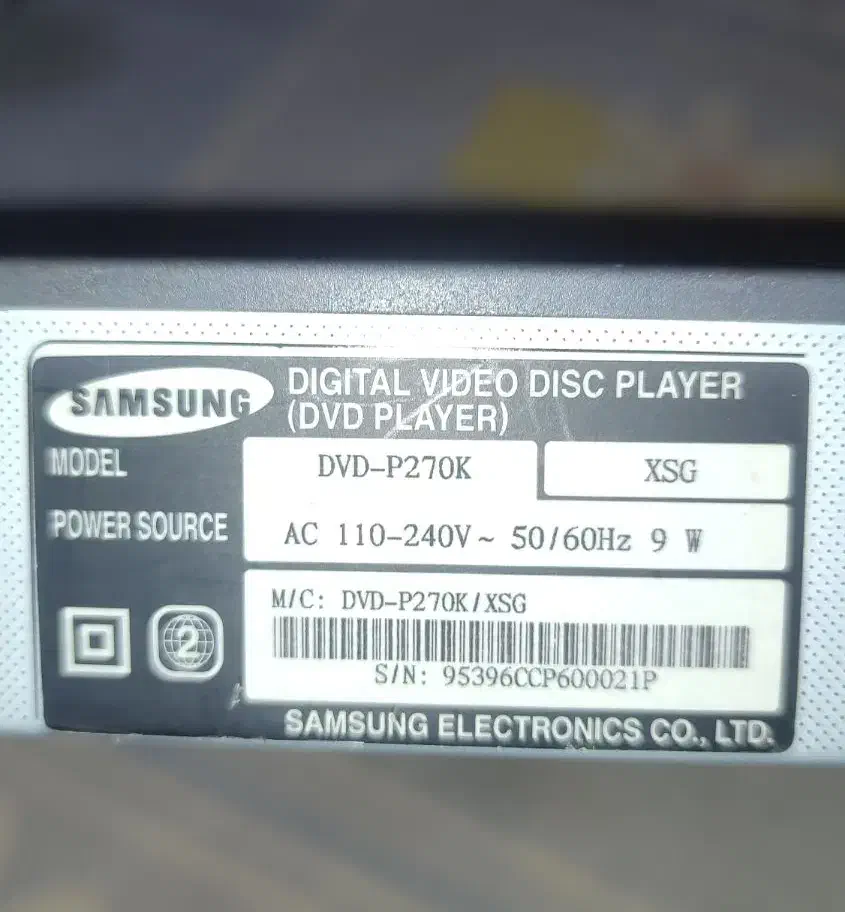 SAMSUNG
DIGITAL VIDEO DISC PLAYER
(DVD PLAYER)
MODEL
DVD-P270K
XSG
POWER SOURCE
AC 110-240V~ 50/60Hz 9 W
2
M/C: DVD-P270K/XSG
S/N: 95396CCP600021P
SAMSUNG ELECTRONICS CO., LTD.